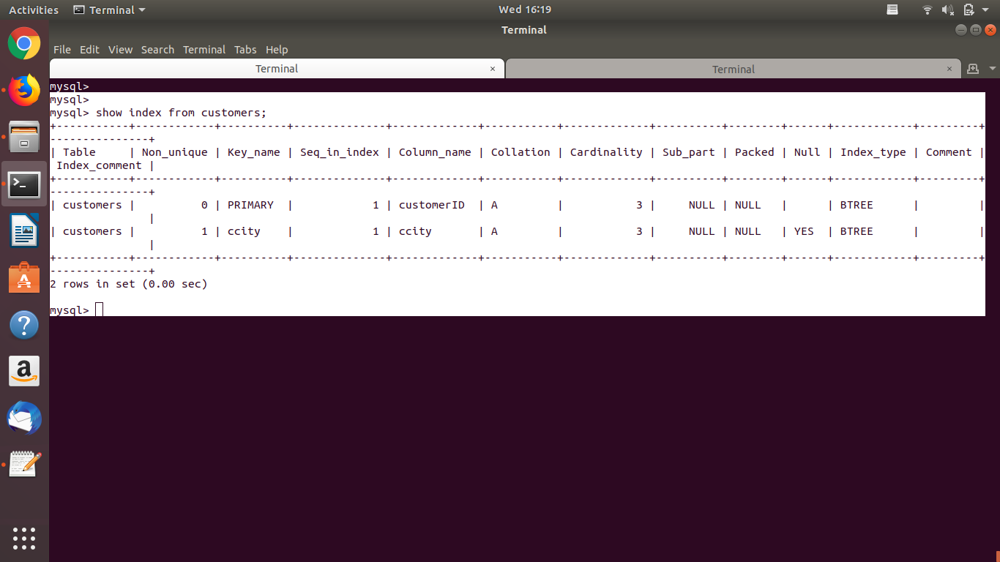 Activities Terminal Wed 16:19
Terminal
File Edit View Search Terminal Tabs Help
Terminal × Terminal ×
mysql>
mysql>
mysql> show index from customers;
+-----------+------------+----------+--------------+-------------+-----------+-------------+----------+--------+------+------------+---------+
---------------+
| Table     | Non_unique | Key_name | Seq_in_index | Column_name | Collation | Cardinality | Sub_part | Packed | Null | Index_type | Comment |
 Index_comment |
+-----------+------------+----------+--------------+-------------+-----------+-------------+----------+--------+------+------------+---------+
---------------+
| customers |          0 | PRIMARY  |            1 | customerID  | A         |           3 |     NULL | NULL   |      | BTREE      |         |
               |
| customers |          1 | ccity    |            1 | ccity       | A         |           3 |     NULL | NULL   | YES  | BTREE      |         |
               |
+-----------+------------+----------+--------------+-------------+-----------+-------------+----------+--------+------+------------+---------+
---------------+
2 rows in set (0.00 sec)
mysql>